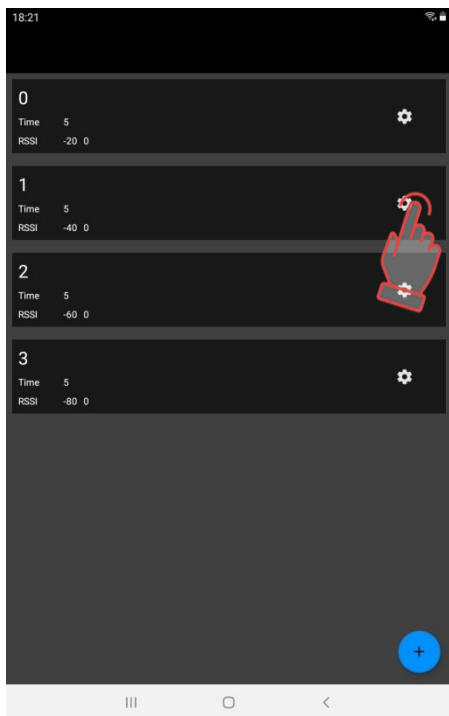 18:21
0
Time 5
RSSI -20 0
1
Time 5
RSSI -40 0
2
Time 5
RSSI -60 0
3
Time 5
RSSI -80 0
+